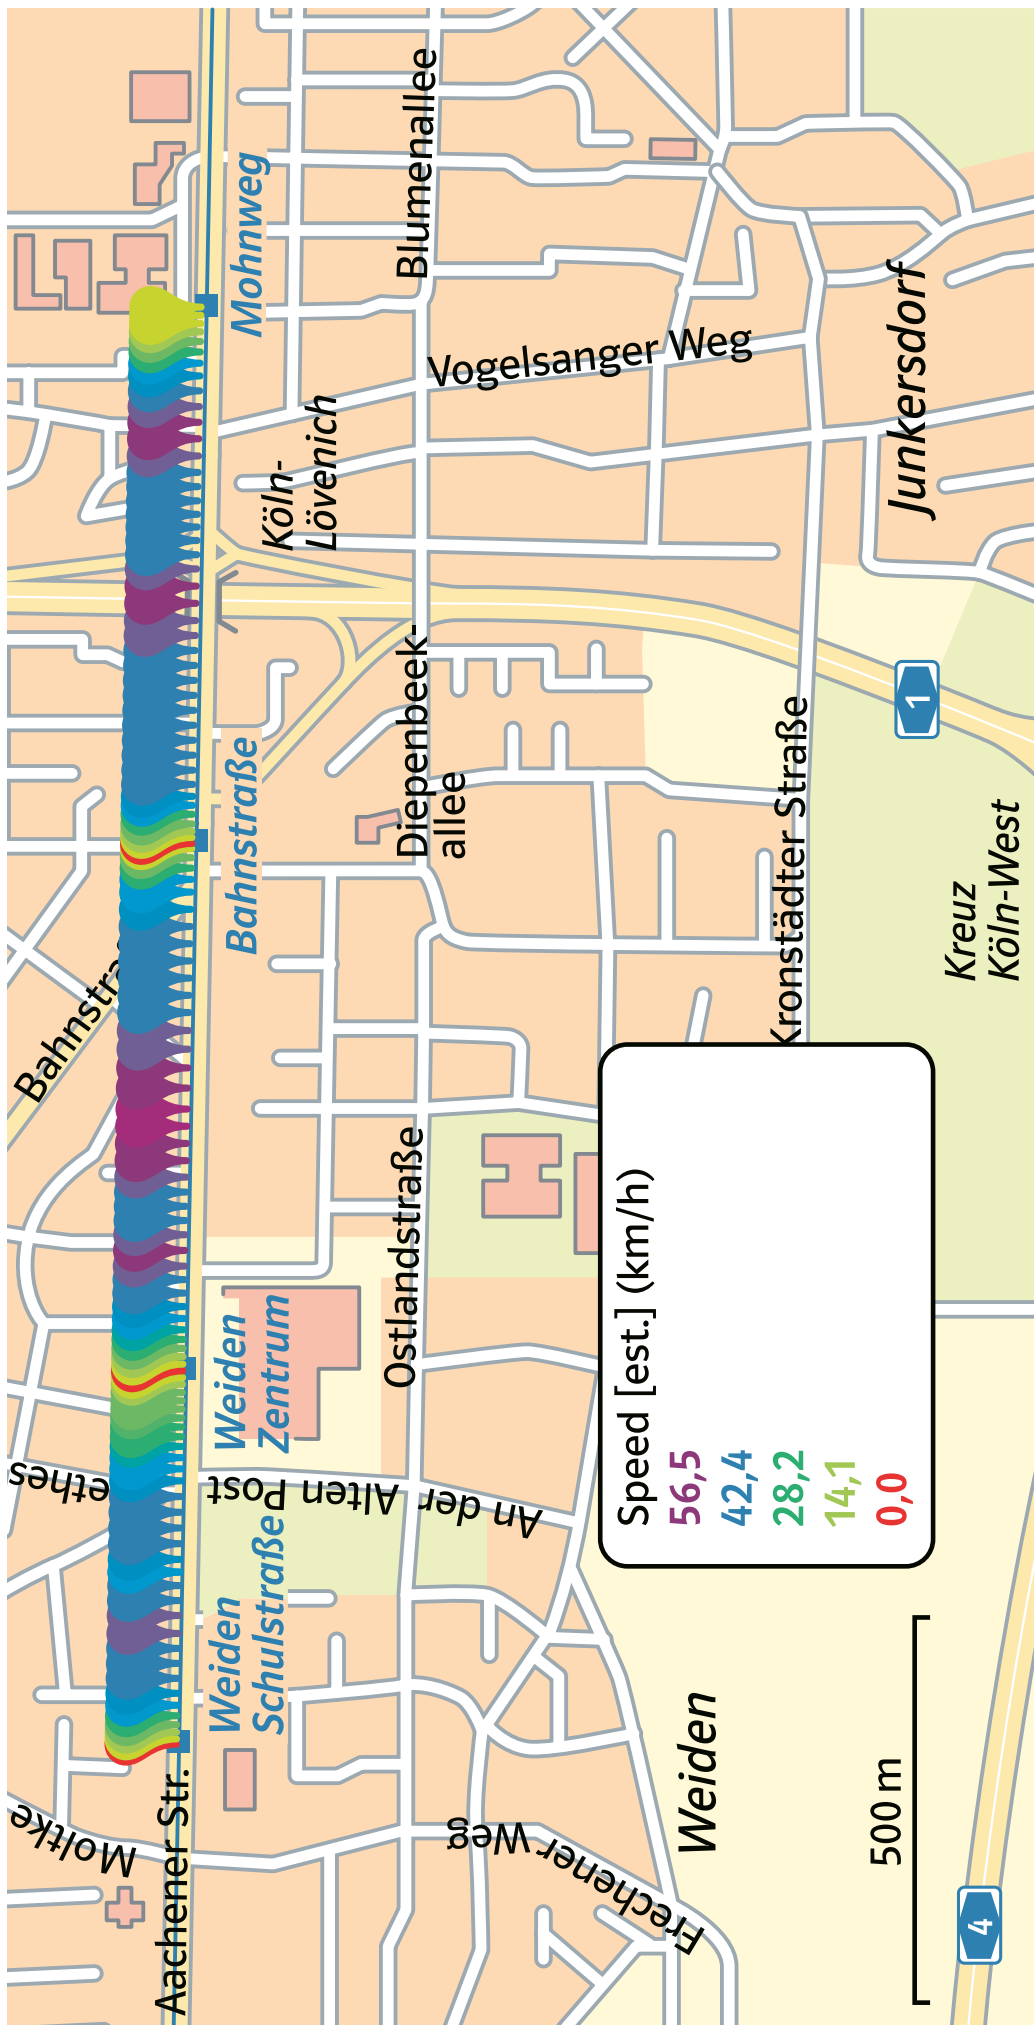 Moltke
Aachener Str.
Weiden
Schulstraße
ethes
An der Alten Post
Weiden
Zentrum
Bahnstra
Bahnstraße
Mohnweg
Köln-
Lövenich
Blumenallee
Vogelsanger Weg
Diepenbeek-
allee
Ostlandstraße
Kronstädter Straße
Junkersdorf
1
Kreuz
Köln-West
Frechener Weg
Weiden
Speed [est.] (km/h)
56,5
42,4
28,2
14,1
0,0
500 m
4